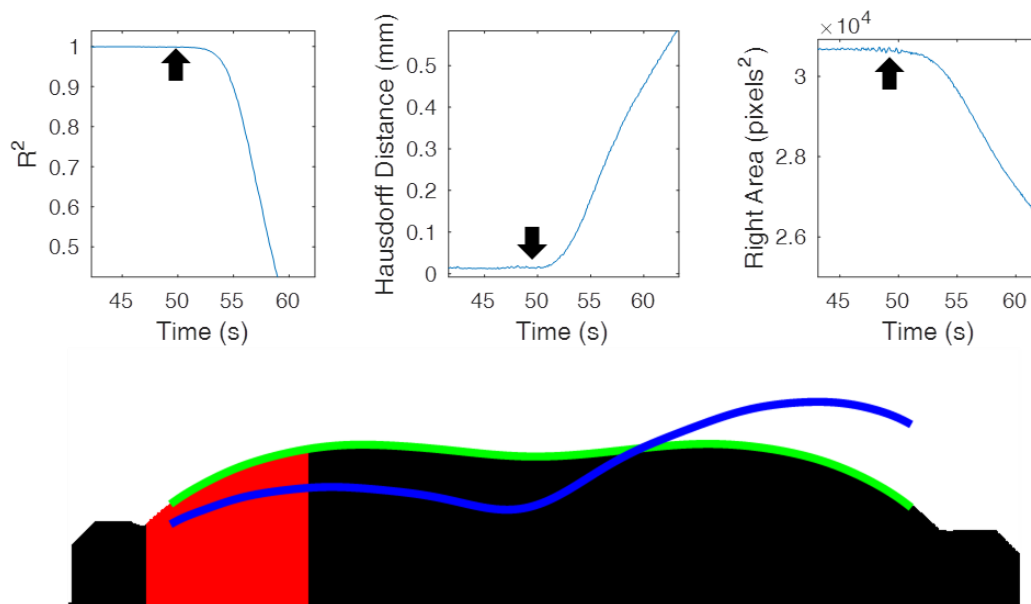 1
0.9
0.8
0.7
0.6
0.5
R²
45 50 55 60
Time (s)
0.5
0.4
0.3
0.2
0.1
0
Hausdorff Distance (mm)
45 50 55 60
Time (s)
×10⁴
3
2.8
2.6
Right Area (pixels²)
45 50 55 60
Time (s)